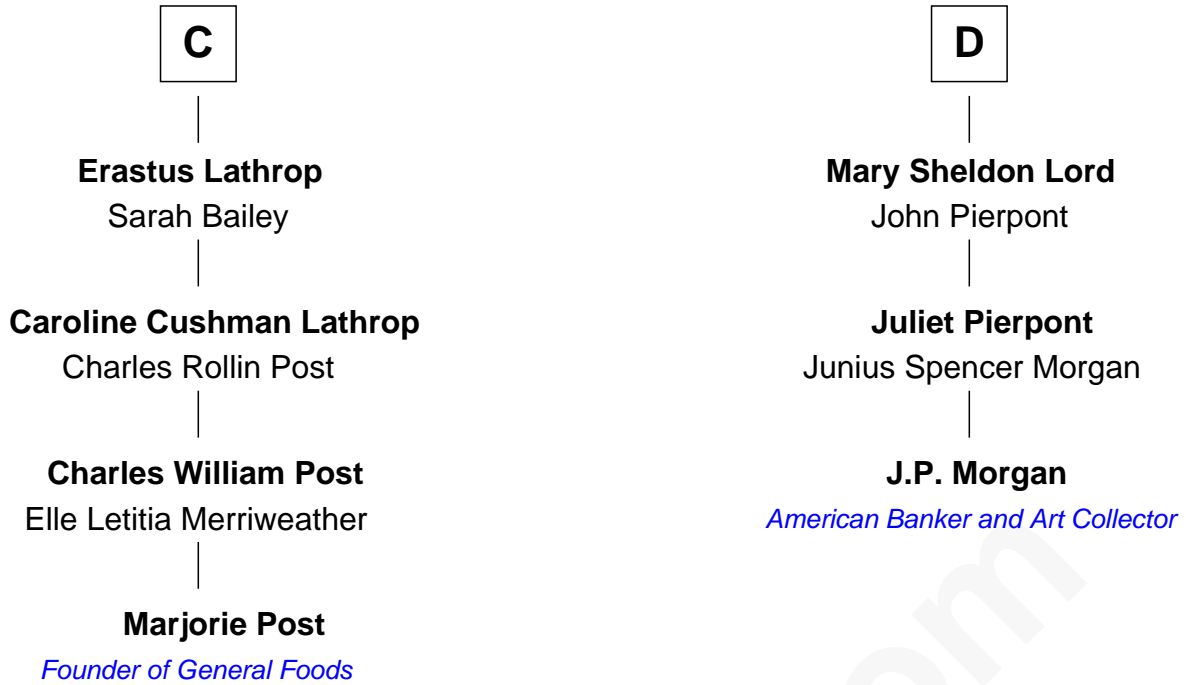 C
Erastus Lathrop
Sarah Bailey
Caroline Cushman Lathrop
Charles Rollin Post
Charles William Post
Elle Letitia Merriweather
Marjorie Post
Founder of General Foods
D
Mary Sheldon Lord
John Pierpont
Juliet Pierpont
Junius Spencer Morgan
J.P. Morgan
American Banker and Art Collector
om